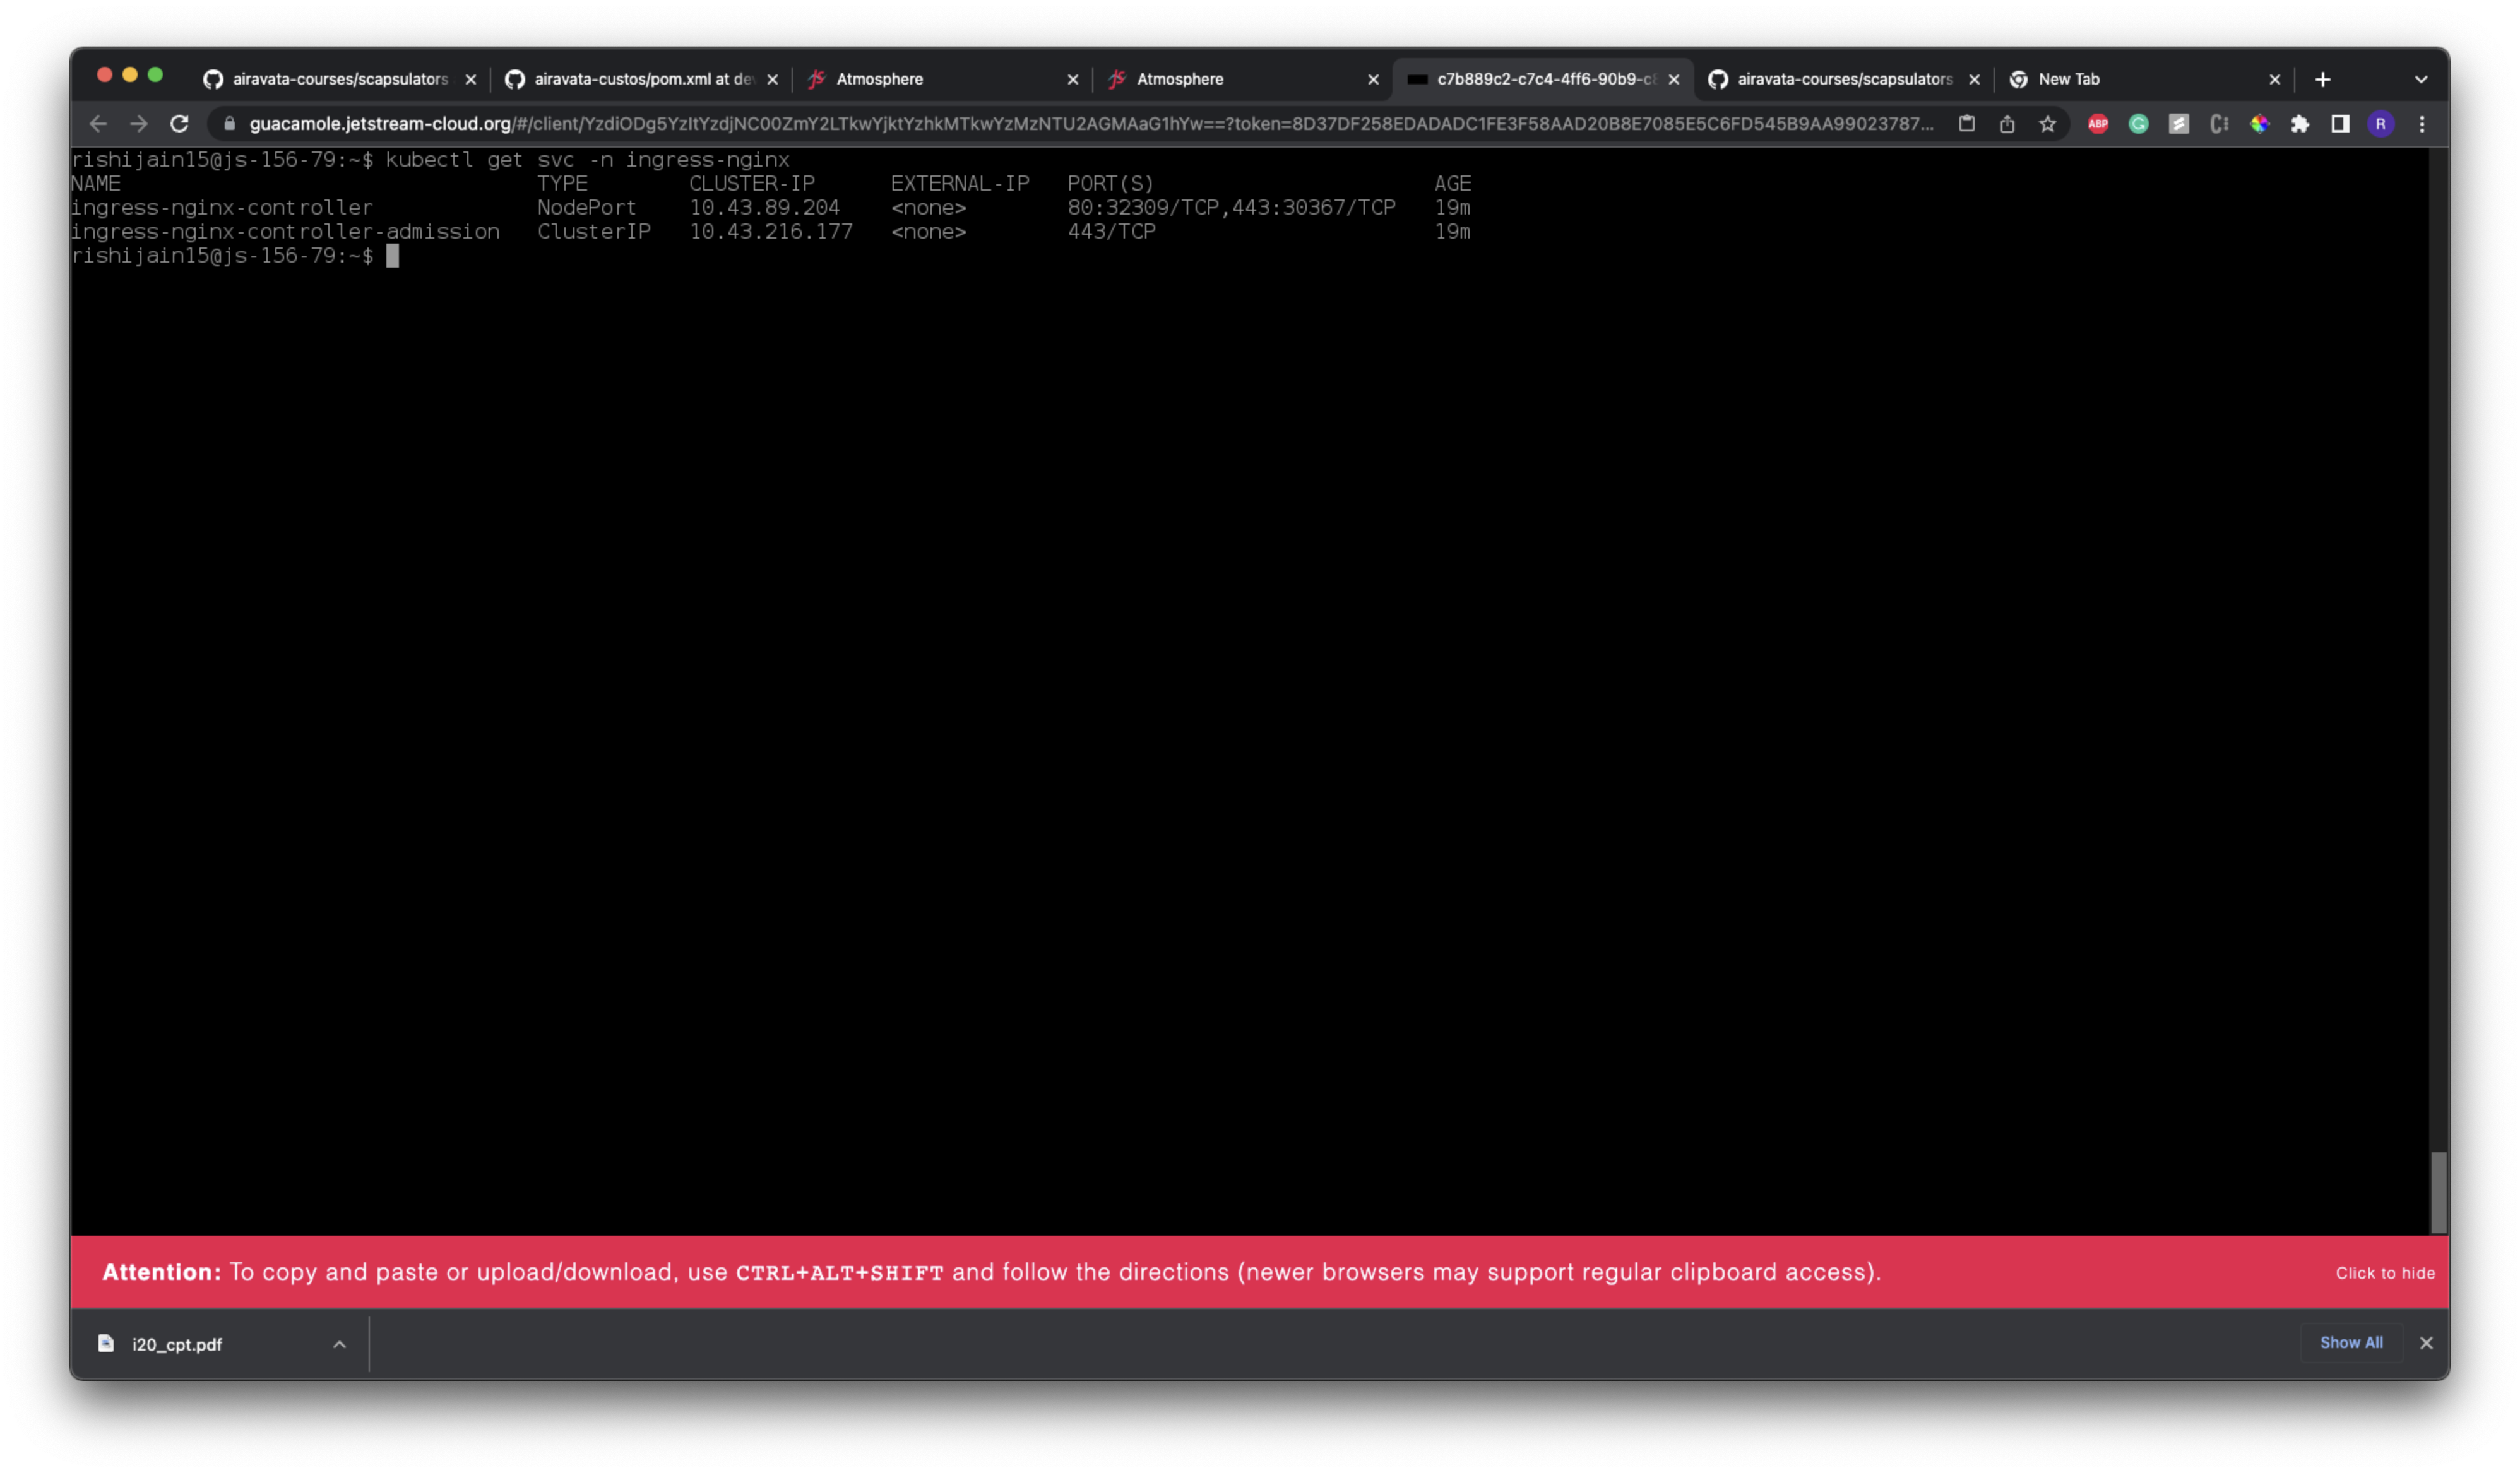 airavata-courses/scapsulators
airavata-custos/pom.xml at de
Atmosphere
Atmosphere
c7b889c2-c7c4-4ff6-90b9-c8
airavata-courses/scapsulators
New Tab
guacamole.jetstream-cloud.org/#/client/YzdiODg5YzItYzdjNC00ZmY2LTkwYjktYzhkMTkwYzMzNTU2AGMAaG1hYw==?token=8D37DF258EDADADC1FE3F58AAD20B8E7085E5C6FD545B9AA99023787...
ABP
R
rishijain15@js-156-79:~$ kubectl get svc -n ingress-nginx
NAME TYPE CLUSTER-IP EXTERNAL-IP PORT(S) AGE
ingress-nginx-controller NodePort 10.43.89.204 <none> 80:32309/TCP,443:30367/TCP 19m
ingress-nginx-controller-admission ClusterIP 10.43.216.177 <none> 443/TCP 19m
rishijain15@js-156-79:~$
Attention: To copy and paste or upload/download, use CTRL+ALT+SHIFT and follow the directions (newer browsers may support regular clipboard access).
Click to hide
i20_cpt.pdf
Show All